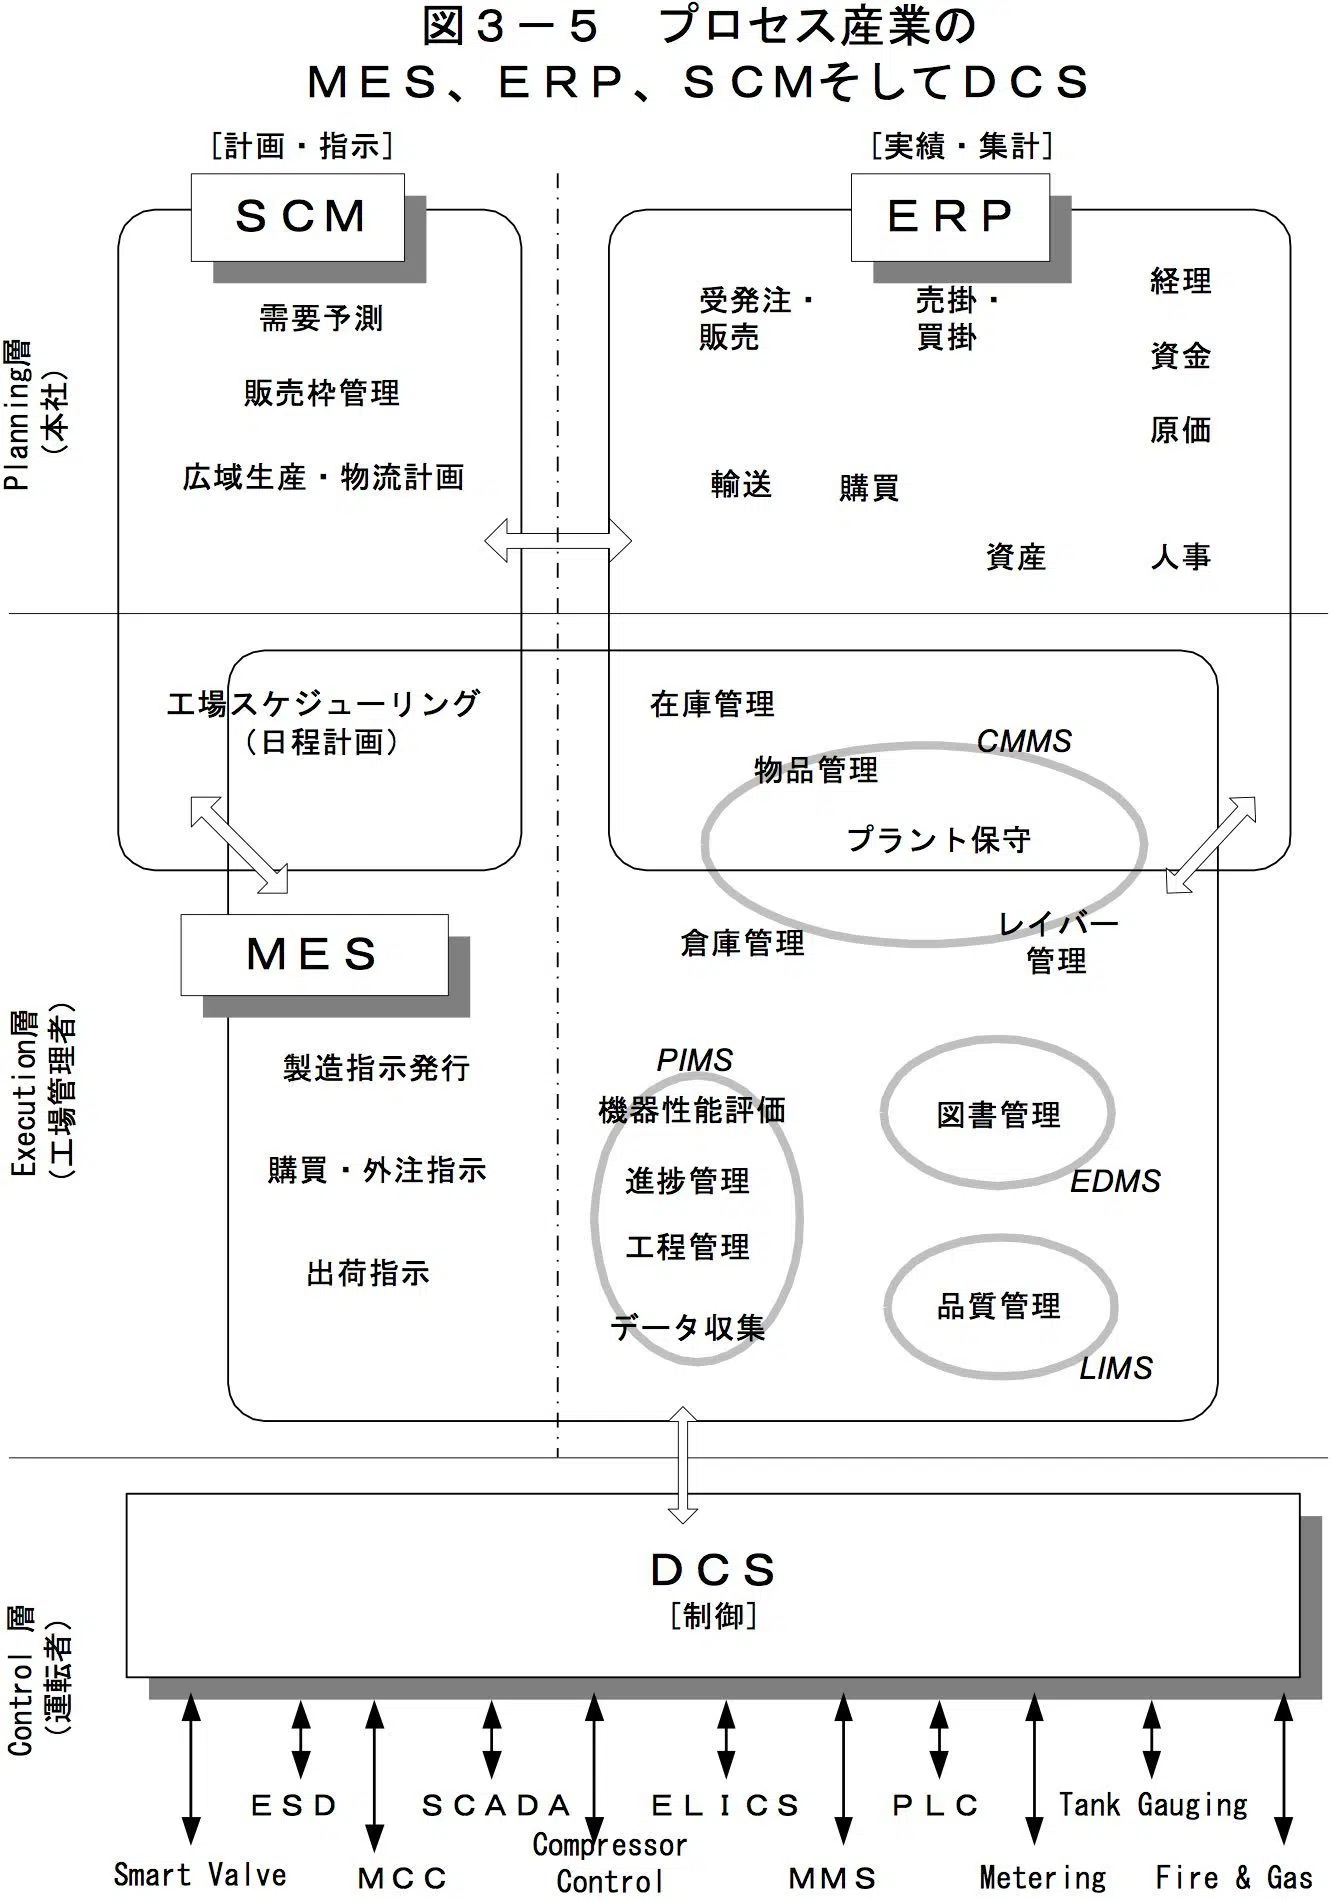 図３－５　プロセス産業の
ＭＥＳ、ＥＲＰ、ＳＣＭそしてＤＣＳ
[計画・指示]
[実績・集計]
ＳＣＭ
ＥＲＰ
Planning層
（本社）
需要予測
販売枠管理
広域生産・物流計画
受発注・
販売
売掛・
買掛
経理
資金
原価
輸送
購買
資産
人事
Execution層
（工場管理者）
工場スケジューリング
（日程計画）
在庫管理
CMMS
物品管理
プラント保守
ＭＥＳ
倉庫管理
レイバー
管理
製造指示発行
購買・外注指示
出荷指示
PIMS
機器性能評価
進捗管理
工程管理
データ収集
図書管理
EDMS
品質管理
LIMS
Control 層
（運転者）
ＤＣＳ
[制御]
ＥＳＤ
ＳＣＡＤＡ
ＥＬＩＣＳ
ＰＬＣ
Tank Gauging
Smart Valve
ＭＣＣ
Compressor
Control
ＭＭＳ
Metering
Fire & Gas